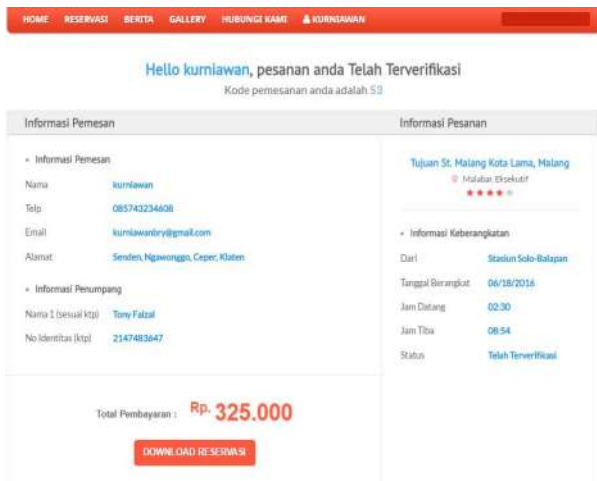 HOME RESERVASI BERITA GALLERY HUBUNGI KAMI KURNIAWAN
Hello kurniawan, pesanan anda Telah Terverifikasi
Kode pemesanan anda adalah 53
Informasi Pemesan
Informasi Pemesan
Nama kurniawan
Telp 085743234608
Email kurniawanbry@gmail.com
Alamat Senden, Ngawonggo, Ceper, Klaten
Informasi Penumpang
Nama 1 (sesuai ktp) Tony Faizal
No Identitas (ktp) 2147483647
Total Pembayaran : Rp. 325.000
DOWNLOAD RESERVASI
Informasi Pesanan
Tujuan St. Malang Kota Lama, Malang
Malabar, Eksekutif
Informasi Keberangkatan
Dari Stasiun Solo-Balapan
Tanggal Berangkat 06/18/2016
Jam Datang 02:30
Jam Tiba 08:54
Status Telah Terverifikasi